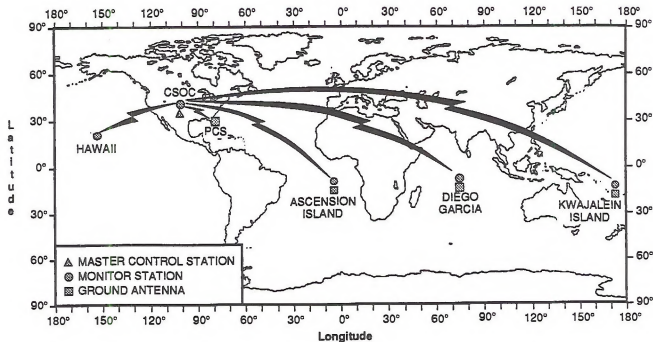 180° 150° 120° 90° 60° 30° 0° 30° 60° 90° 120° 150° 180°
90° 90°
60° 60°
30° 30°
0° 0°
30° 30°
60° 60°
90° 90°
Latitude
CSOC
PCS
HAWAII
ASCENSION
ISLAND
DIEGO
GARCIA
KWAJALEIN
ISLAND
MASTER CONTROL STATION
MONITOR STATION
GROUND ANTENNA
180° 150° 120° 90° 60° 30° 0° 30° 60° 90° 120° 150° 180°
Longitude